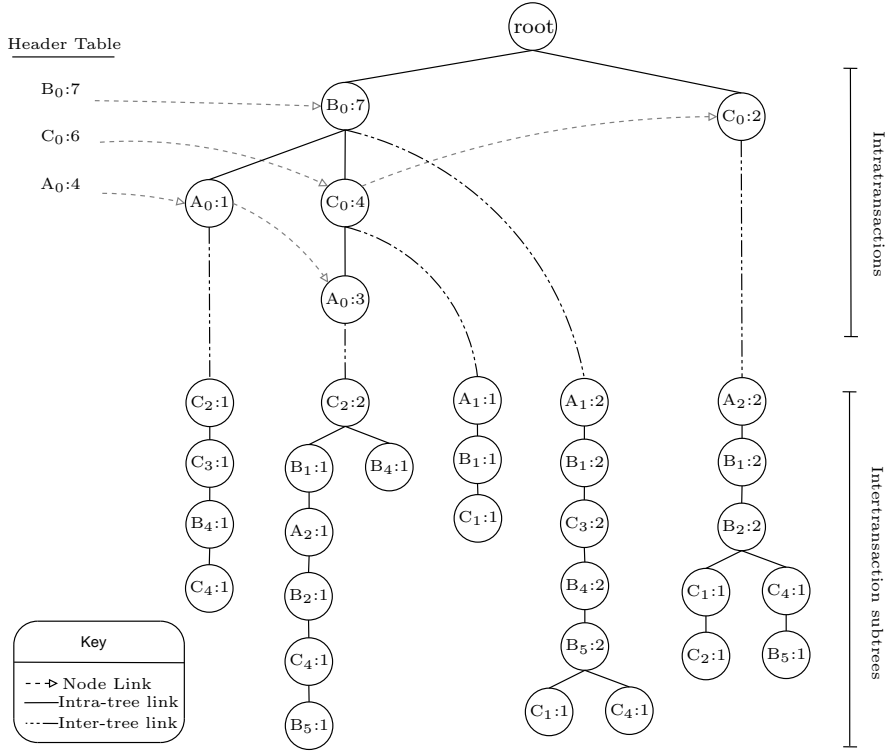 root
Header Table
B₀:7
B₀:7
C₀:2
C₀:6
A₀:4
A₀:1
C₀:4
A₀:3
Intratransactions
C₂:1
C₂:2
A₁:1
A₁:2
A₂:2
C₃:1
B₁:1
B₄:1
B₁:1
B₁:2
B₁:2
B₄:1
A₂:1
C₁:1
C₃:2
B₂:2
C₄:1
B₂:1
B₄:2
C₁:1
C₄:1
C₄:1
B₅:2
C₂:1
B₅:1
B₅:1
C₁:1
C₄:1
Intertransaction subtrees
Key
Node Link
Intra-tree link
Inter-tree link